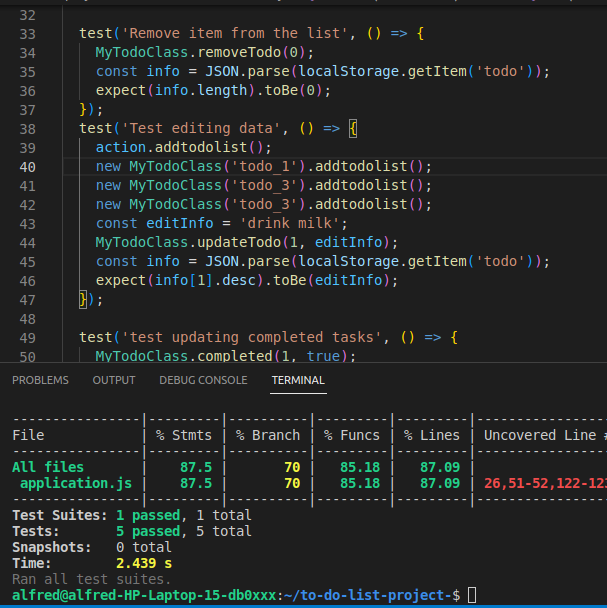 32
33 test('Remove item from the list', () => {
34 MyTodoClass.removeTodo(0);
35 const info = JSON.parse(localStorage.getItem('todo'));
36 expect(info.length).toBe(0);
37 });
38 test('Test editing data', () => {
39 action.addtodolist();
40 new MyTodoClass('todo_1').addtodolist();
41 new MyTodoClass('todo_3').addtodolist();
42 new MyTodoClass('todo_3').addtodolist();
43 const editInfo = 'drink milk';
44 MyTodoClass.updateTodo(1, editInfo);
45 const info = JSON.parse(localStorage.getItem('todo'));
46 expect(info[1].desc).toBe(editInfo);
47 });
48
49 test('test updating completed tasks', () => {
50 MyTodoClass.completed(1, true);
PROBLEMS OUTPUT DEBUG CONSOLE TERMINAL
----------------|---------|----------|---------|---------|----------------
File | % Stmts | % Branch | % Funcs | % Lines | Uncovered Line #
----------------|---------|----------|---------|---------|----------------
All files | 87.5 | 70 | 85.18 | 87.09 |
application.js | 87.5 | 70 | 85.18 | 87.09 | 26,51-52,122-123
----------------|---------|----------|---------|---------|----------------
Test Suites: 1 passed, 1 total
Tests: 5 passed, 5 total
Snapshots: 0 total
Time: 2.439 s
Ran all test suites.
alfred@alfred-HP-Laptop-15-db0xxx:~/to-do-list-project-$